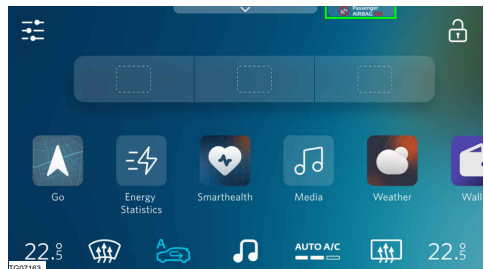 Passenger
AIRBAG
Go
Energy
Statistics
Smarthealth
Media
Weather
Wall
22.5
A
AUTO A/C
22.5
TG07163